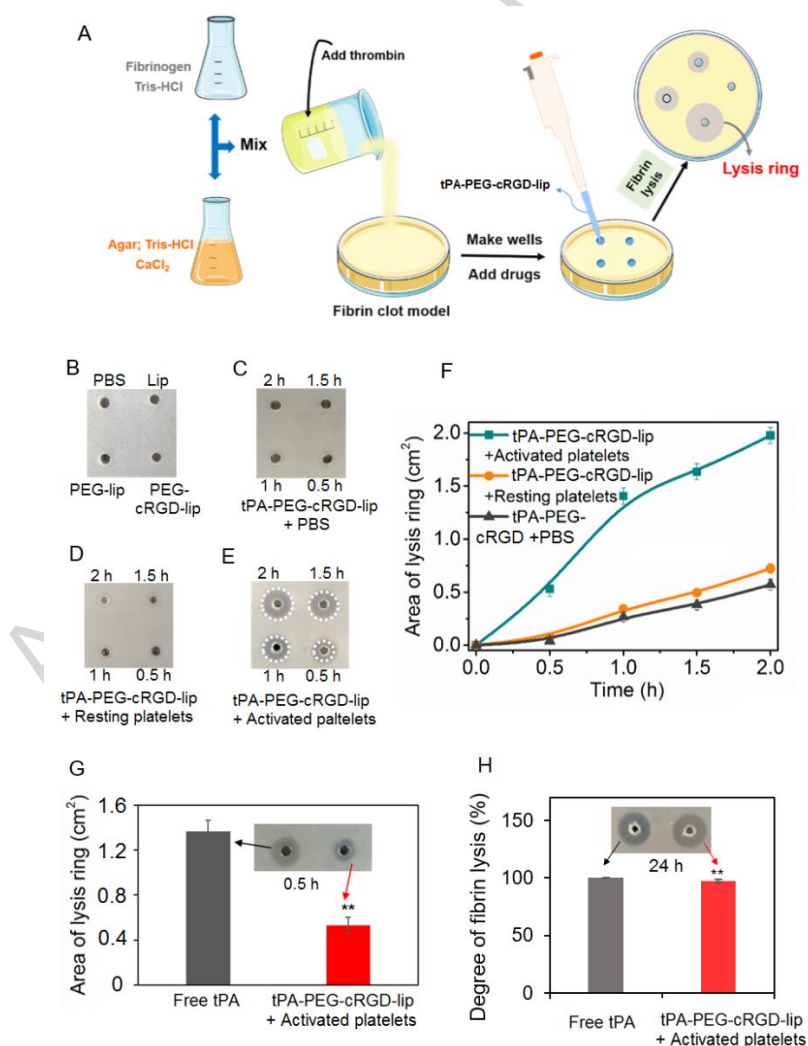 A
Fibrinogen
Tris-HCl
Mix
Agar; Tris-HCl
CaCl₂
Add thrombin
Fibrin clot model
Make wells
Add drugs
tPA-PEG-cRGD-lip
Fibrin
lysis
Lysis ring
B
PBS Lip
PEG-lip PEG-
cRGD-lip
C
2 h 1.5 h
1 h 0.5 h
tPA-PEG-cRGD-lip
+ PBS
D
2 h 1.5 h
1 h 0.5 h
tPA-PEG-cRGD-lip
+ Resting platelets
E
2 h 1.5 h
1 h 0.5 h
tPA-PEG-cRGD-lip
+ Activated paltelets
F
Area of lysis ring (cm²)
2.0
1.5
1.0
0.5
0.0
tPA-PEG-cRGD-lip
+Activated platelets
tPA-PEG-cRGD-lip
+Resting platelets
tPA-PEG-
cRGD +PBS
0.0 0.5 1.0 1.5 2.0
Time (h)
G
Area of lysis ring (cm²)
1.6
1.2
0.8
0.4
0
0.5 h
**
Free tPA tPA-PEG-cRGD-lip
+ Activated platelets
H
Degree of fibrin lysis (%)
150
100
50
0
24 h
**
Free tPA tPA-PEG-cRGD-lip
+ Activated platelets